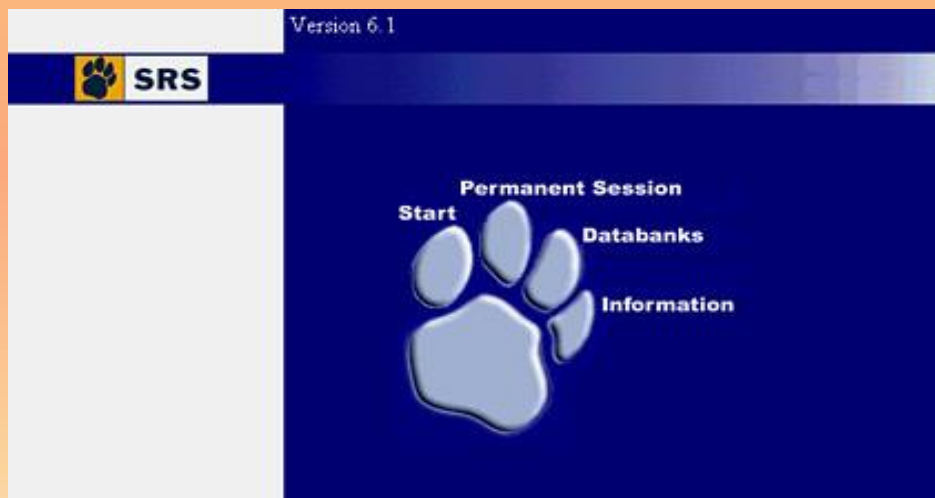 Version 6.1
SRS
Permanent Session
Start
Databanks
Information